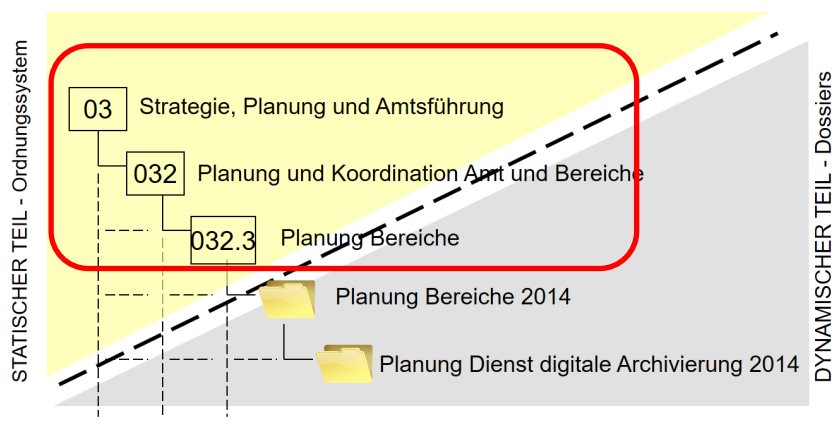 STATISCHER TEIL - Ordnungssystem
03 Strategie, Planung und Amtsführung
032 Planung und Koordination Amt und Bereiche
032.3 Planung Bereiche
Planung Bereiche 2014
Planung Dienst digitale Archivierung 2014
DYNAMISCHER TEIL - Dossiers